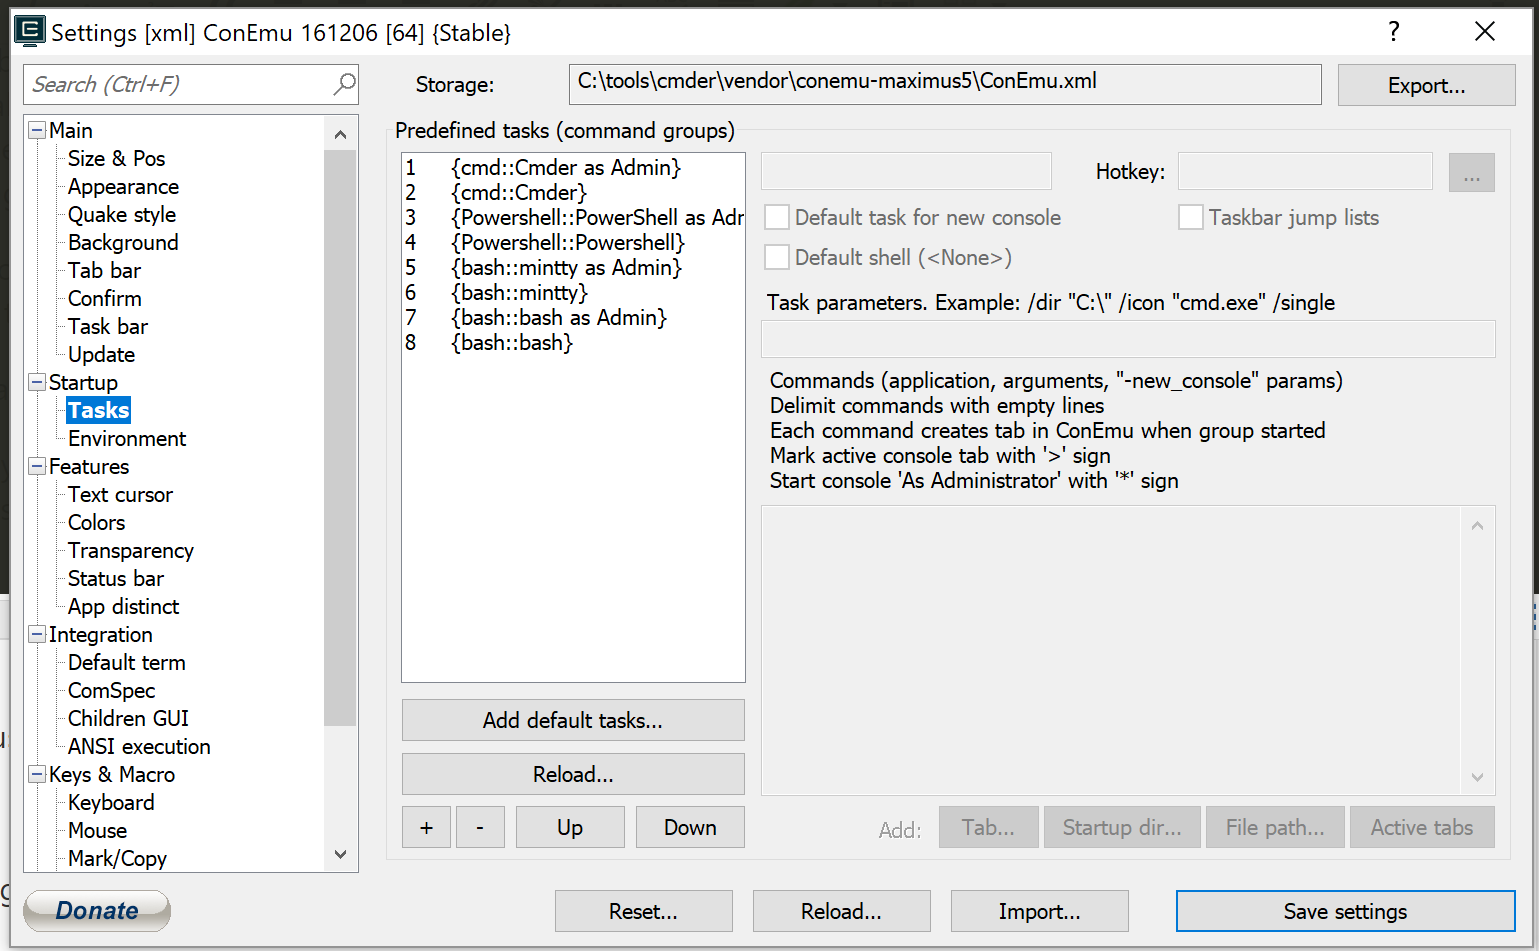 Settings [xml] ConEmu 161206 [64] {Stable}
?
Search (Ctrl+F)
Storage:
C:\tools\cmder\vendor\conemu-maximus5\ConEmu.xml
Export...
Main
Size & Pos
Appearance
Quake style
Background
Tab bar
Confirm
Task bar
Update
Startup
Tasks
Environment
Features
Text cursor
Colors
Transparency
Status bar
App distinct
Integration
Default term
ComSpec
Children GUI
ANSI execution
Keys & Macro
Keyboard
Mouse
Mark/Copy
Predefined tasks (command groups)
1 {cmd::Cmder as Admin}
2 {cmd::Cmder}
3 {Powershell::PowerShell as Adr
4 {Powershell::Powershell}
5 {bash::mintty as Admin}
6 {bash::mintty}
7 {bash::bash as Admin}
8 {bash::bash}
Add default tasks...
Reload...
+ - Up Down
Hotkey:
...
Default task for new console
Taskbar jump lists
Default shell (<None>)
Task parameters. Example: /dir "C:\" /icon "cmd.exe" /single
Commands (application, arguments, "-new_console" params)
Delimit commands with empty lines
Each command creates tab in ConEmu when group started
Mark active console tab with '>' sign
Start console 'As Administrator' with '*' sign
Add: Tab... Startup dir... File path... Active tabs
Donate
Reset... Reload... Import... Save settings